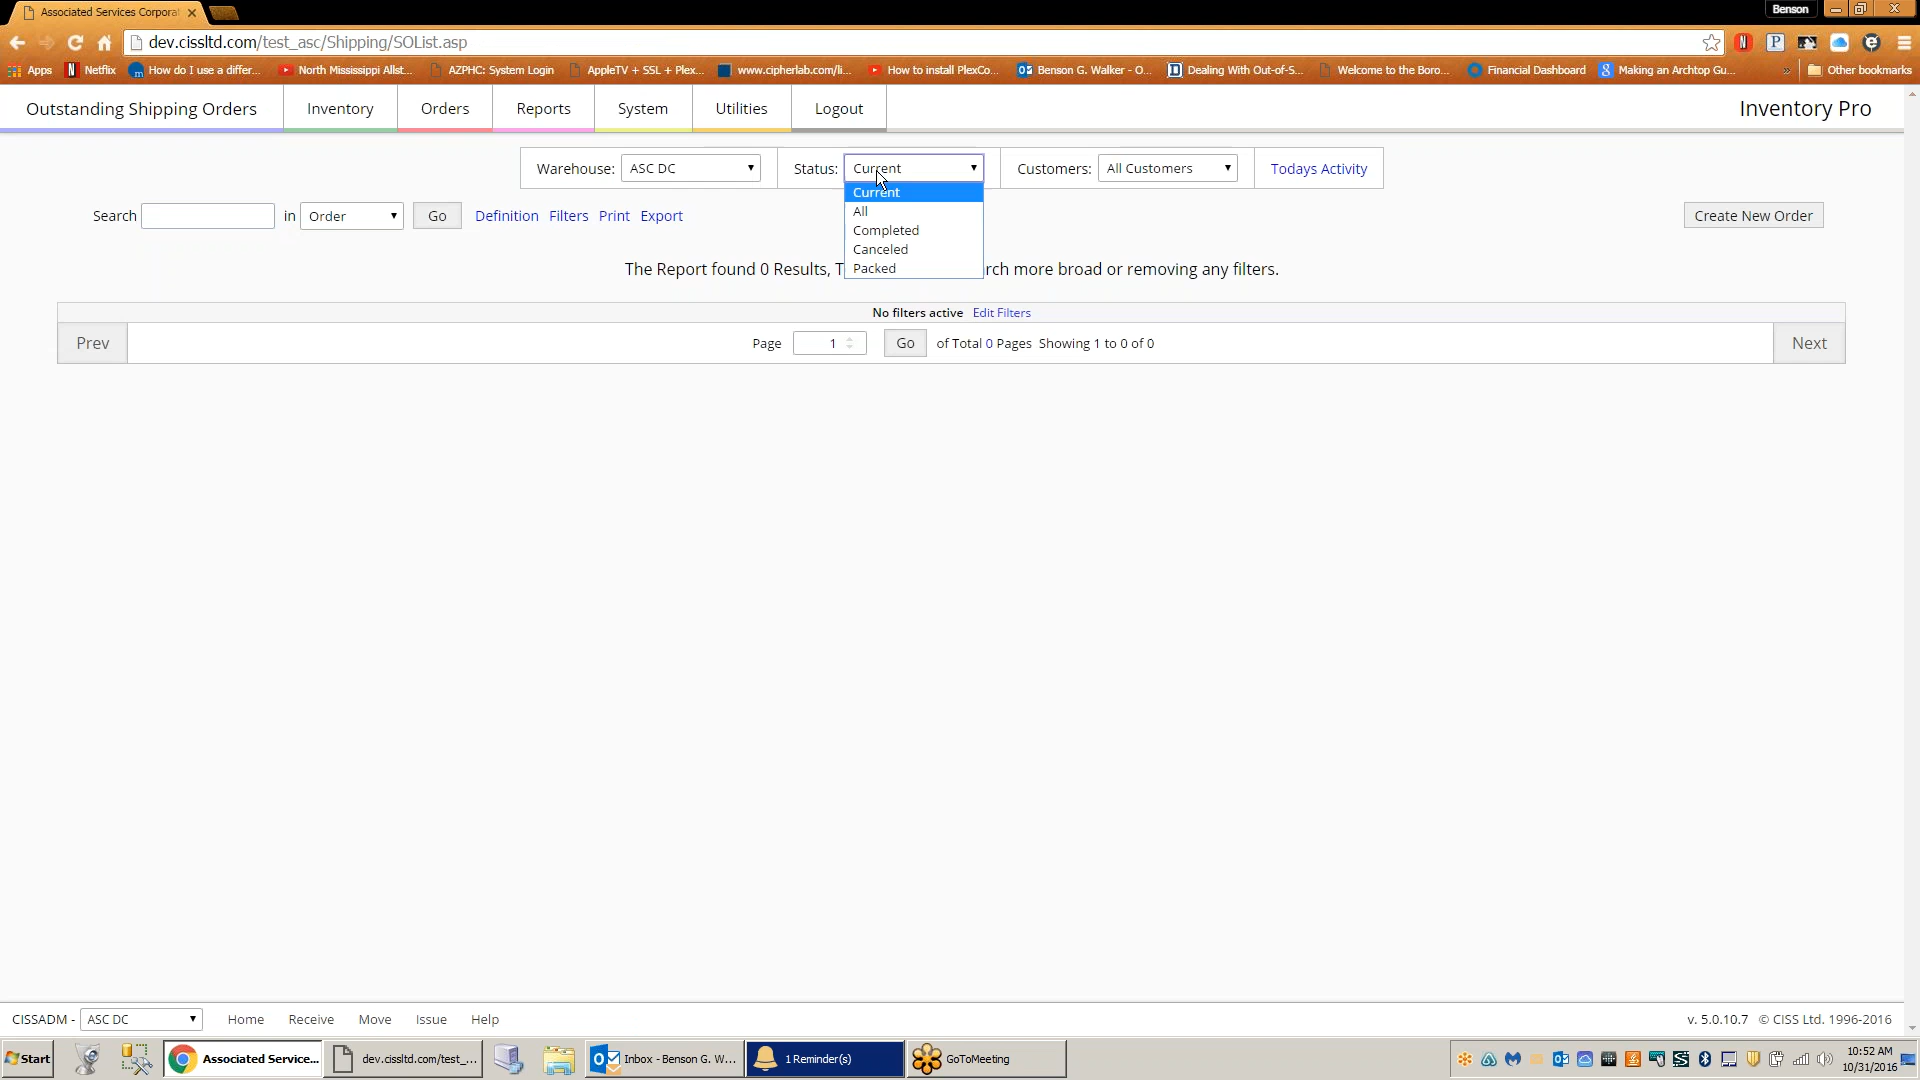 Associated Services Corporat
Benson
dev.cissltd.com/test_asc/Shipping/SOList.asp
Apps Netflix How do I use a differ... North Mississippi Allst... AZPHC: System Login AppleTV + SSL + Plex... www.cipherlab.com/li... How to install PlexCo... Benson G. Walker - O... Dealing With Out-of-S... Welcome to the Boro... Financial Dashboard Making an Archtop Gu... » Other bookmarks
Outstanding Shipping Orders Inventory Orders Reports System Utilities Logout Inventory Pro
Warehouse: ASC DC Status: Current Customers: All Customers Todays Activity
Current
All
Completed
Canceled
Packed
Search in Order Go Definition Filters Print Export Create New Order
The Report found 0 Results, T rch more broad or removing any filters.
No filters active Edit Filters
Prev Page 1 Go of Total 0 Pages Showing 1 to 0 of 0 Next
CISSADM - ASC DC Home Receive Move Issue Help v. 5.0.10.7 © CISS Ltd. 1996-2016
Start Associated Service... dev.cissltd.com/test_... Inbox - Benson G. W... 1 Reminder(s) GoToMeeting 10:52 AM
10/31/2016